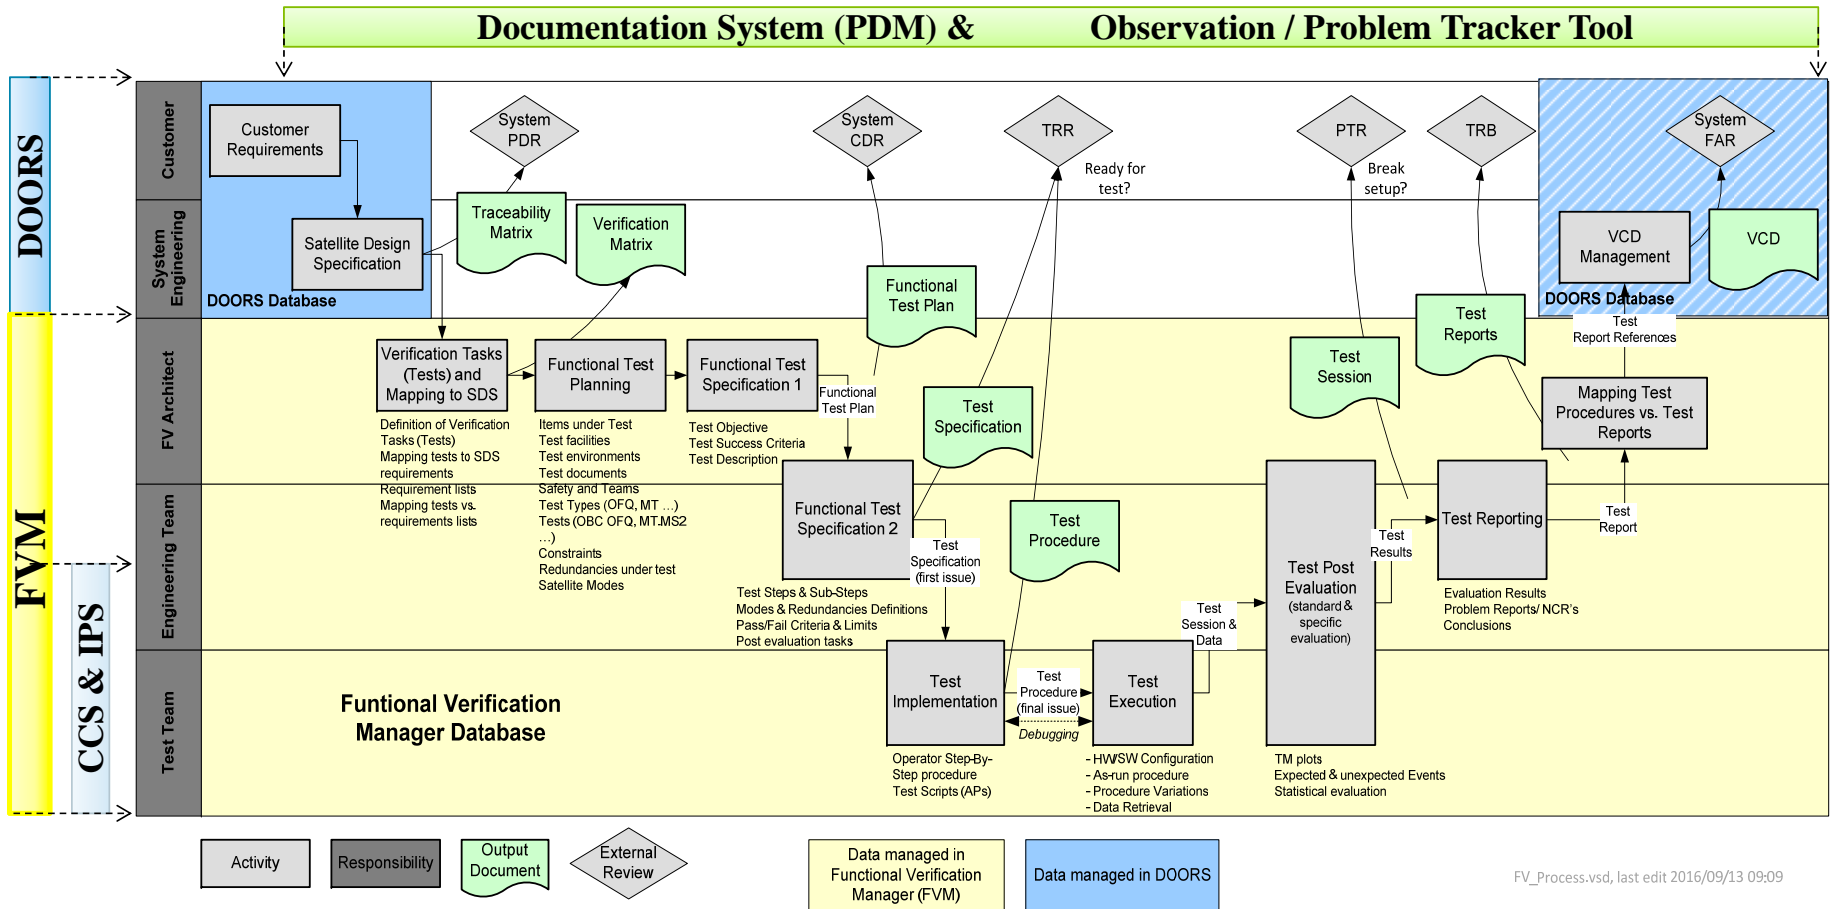 Documentation System (PDM) &
Observation / Problem Tracker Tool
DOORS
FVM
CCS & IPS
Customer
System
Engineering
FV Architect
Engineering Team
Test Team
Customer
Requirements
Satellite Design
Specification
DOORS Database
System
PDR
Traceability
Matrix
Verification
Matrix
System
CDR
Functional
Test Plan
TRR
Ready for
test?
PTR
Break
setup?
TRB
System
FAR
VCD
Management
VCD
DOORS Database
Test
Report References
Verification Tasks
(Tests) and
Mapping to SDS
Definition of Verification
Tasks (Tests)
Mapping tests to SDS
requirements
Requirement lists
Mapping tests vs.
requirements lists
Functional Test
Planning
Items under Test
Test facilities
Test environments
Test documents
Safety and Teams
Test Types (OFQ, MT ...)
Tests (OBC OFQ, MT.MS2
...)
Constraints
Redundancies under test
Satellite Modes
Functional Test
Specification 1
Test Objective
Test Success Criteria
Test Description
Functional
Test Plan
Test
Specification
Test
Session
Test
Reports
Mapping Test
Procedures vs. Test
Reports
Functional Test
Specification 2
Test Steps & Sub-Steps
Modes & Redundancies Definitions
Pass/Fail Criteria & Limits
Post evaluation tasks
Test
Specification
(first issue)
Test
Procedure
Test Post
Evaluation
(standard &
specific
evaluation)
Test
Results
Test Reporting
Test
Report
Evaluation Results
Problem Reports/ NCR's
Conclusions
Test
Session &
Data
Funtional Verification
Manager Database
Test
Implementation
Operator Step-By-
Step procedure
Test Scripts (APs)
Test
Procedure
(final issue)
Debugging
Test
Execution
- HW/SW Configuration
- As-run procedure
- Procedure Variations
- Data Retrieval
TM plots
Expected & unexpected Events
Statistical evaluation
Activity
Responsibility
Output
Document
External
Review
Data managed in
Functional Verification
Manager (FVM)
Data managed in DOORS
FV_Process.vsd, last edit 2016/09/13 09:09